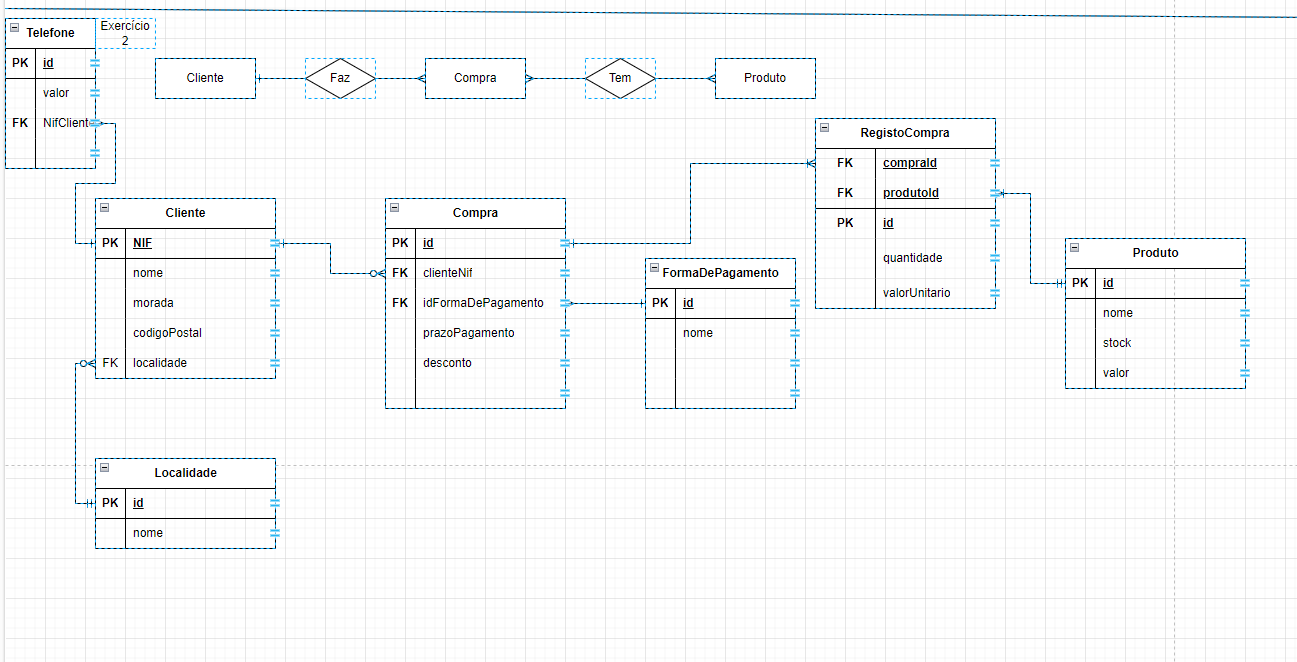 Telefone
PK id
valor
FK NifClient
Exercício
2
Cliente
Faz
Compra
Tem
Produto
RegistoCompra
FK compraId
FK produtoId
PK id
quantidade
valorUnitario
Cliente
PK NIF
nome
morada
codigoPostal
FK localidade
Compra
PK id
FK clienteNif
FK idFormaDePagamento
prazoPagamento
desconto
FormaDePagamento
PK id
nome
Produto
PK id
nome
stock
valor
Localidade
PK id
nome